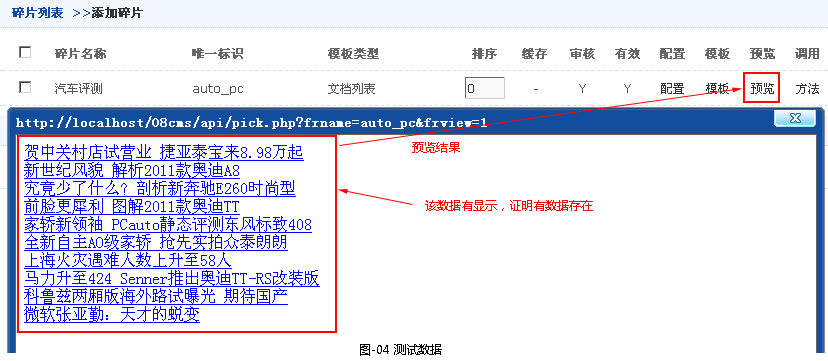 碎片列表 >>添加碎片
碎片名称 唯一标识 模板类型 排序 缓存 审核 有效 配置 模板 预览 调用
汽车评测 auto_pc 文档列表 0 - Y Y 配置 模板 预览 方法
http://localhost/08cms/api/pick.php?frname=auto_pc&frview=1
预览结果
贺中关村店试营业 捷亚泰宝来8.98万起
新世纪风貌 解析2011款奥迪A8
究竟少了什么？剖析新奔驰E260时尚型
前脸更犀利 图解2011款奥迪TT
该数据有显示，证明有数据存在
家轿新领袖 PCauto静态评测东风标致408
全新自主A0级家轿 抢先实拍众泰朗朗
上海火灾遇难人数上升至58人
马力升至424 Senner推出奥迪TT-RS改装版
科鲁兹两厢版海外路试曝光 期待国产
微软张亚勤：天才的蜕变
图-04 测试数据